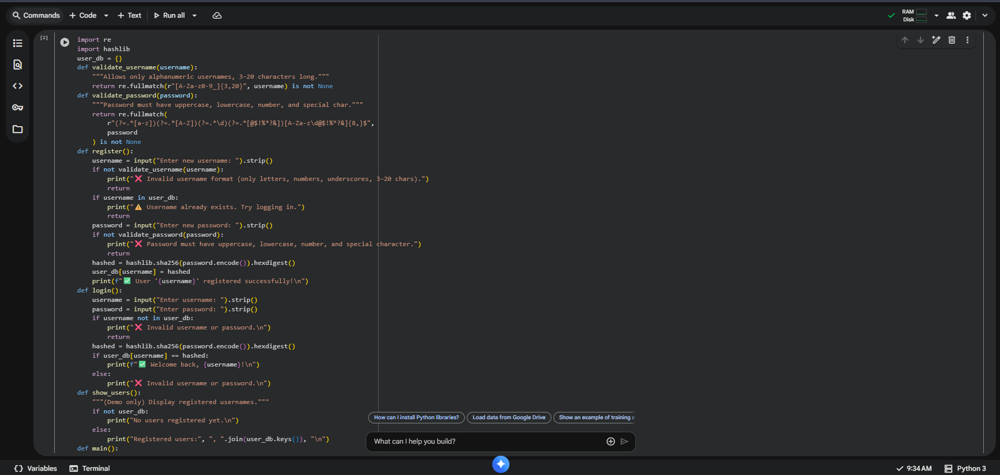 Commands + Code + Text Run all
RAM
Disk
[2]
import re
import hashlib
user_db = {}
def validate_username(username):
    """Allows only alphanumeric usernames, 3–20 characters long."""
    return re.fullmatch(r"[A-Za-z0-9_]{3,20}", username) is not None
def validate_password(password):
    """Password must have uppercase, lowercase, number, and special char."""
    return re.fullmatch(
        r"(?=.*[a-z])(?=.*[A-Z])(?=.*\d)(?=.*[@$!%*?&])[A-Za-z\d@$!%*?&]{8,}$",
        password
    ) is not None
def register():
    username = input("Enter new username: ").strip()
    if not validate_username(username):
        print("❌ Invalid username format (only letters, numbers, underscores, 3–20 chars).")
        return
    if username in user_db:
        print("⚠️ Username already exists. Try logging in.")
        return
    password = input("Enter new password: ").strip()
    if not validate_password(password):
        print("❌ Password must have uppercase, lowercase, number, and special character.")
        return
    hashed = hashlib.sha256(password.encode()).hexdigest()
    user_db[username] = hashed
    print(f"✅ User '{username}' registered successfully!\n")
def login():
    username = input("Enter username: ").strip()
    password = input("Enter password: ").strip()
    if username not in user_db:
        print("❌ Invalid username or password.\n")
        return
    hashed = hashlib.sha256(password.encode()).hexdigest()
    if user_db[username] == hashed:
        print(f"✅ Welcome back, {username}!\n")
    else:
        print("❌ Invalid username or password.\n")
def show_users():
    """(Demo only) Display registered usernames."""
    if not user_db:
        print("No users registered yet.\n")
    else:
        print("Registered users:", ", ".join(user_db.keys()), "\n")
def main():
How can I install Python libraries? Load data from Google Drive Show an example of training a
What can I help you build?
{} Variables Terminal 9:34 AM Python 3